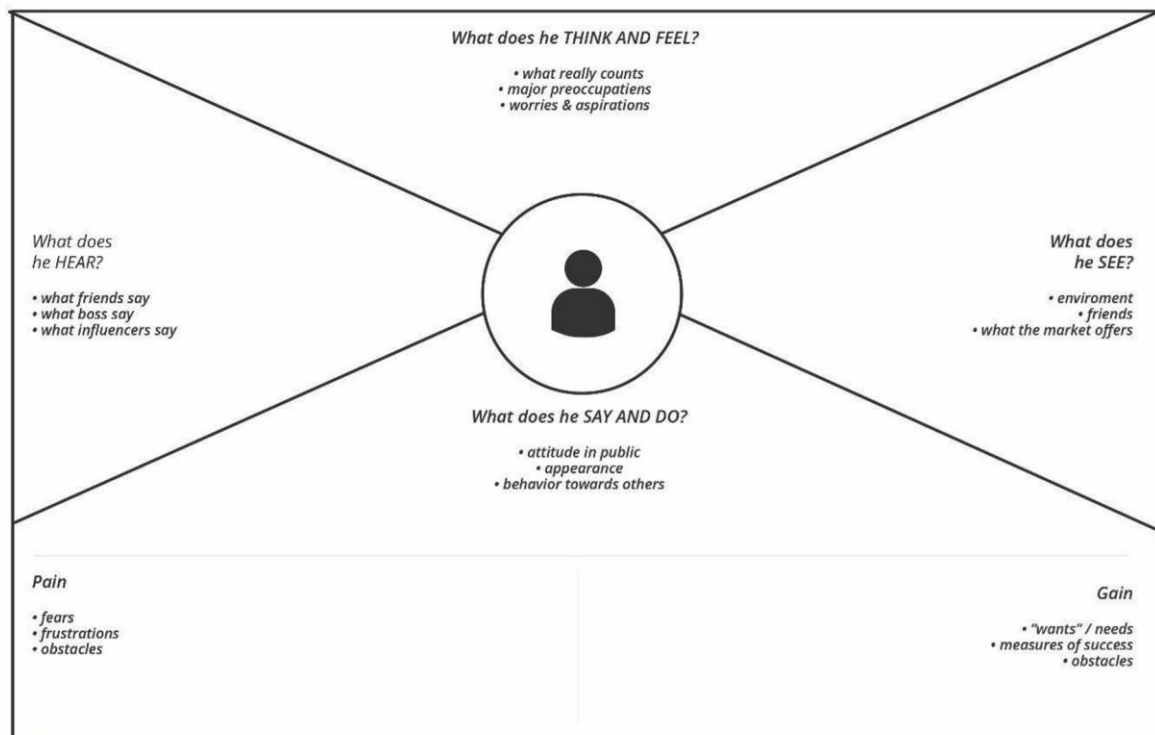 What does he THINK AND FEEL?
• what really counts
• major preoccupatiens
• worries & aspirations
What does
he HEAR?
• what friends say
• what boss say
• what influencers say
What does
he SEE?
• enviroment
• friends
• what the market offers
What does he SAY AND DO?
• attitude in public
• appearance
• behavior towards others
Pain
• fears
• frustrations
• obstacles
Gain
• “wants” / needs
• measures of success
• obstacles